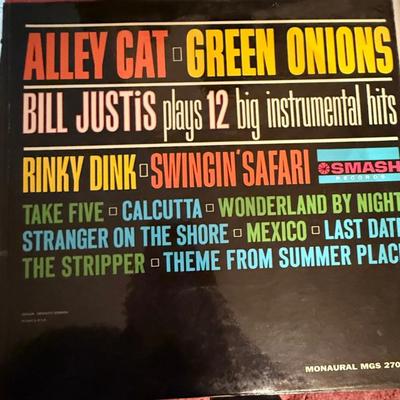 ALLEY CAT GREEN ONIONS
BILL JUSTIS plays 12 big instrumental hits
RINKY DINK SWINGIN' SAFARI SMASH RECORDS
TAKE FIVE CALCUTTA WONDERLAND BY NIGHT
STRANGER ON THE SHORE MEXICO LAST DATE
THE STRIPPER THEME FROM SUMMER PLAC
MONAURAL MGS 270